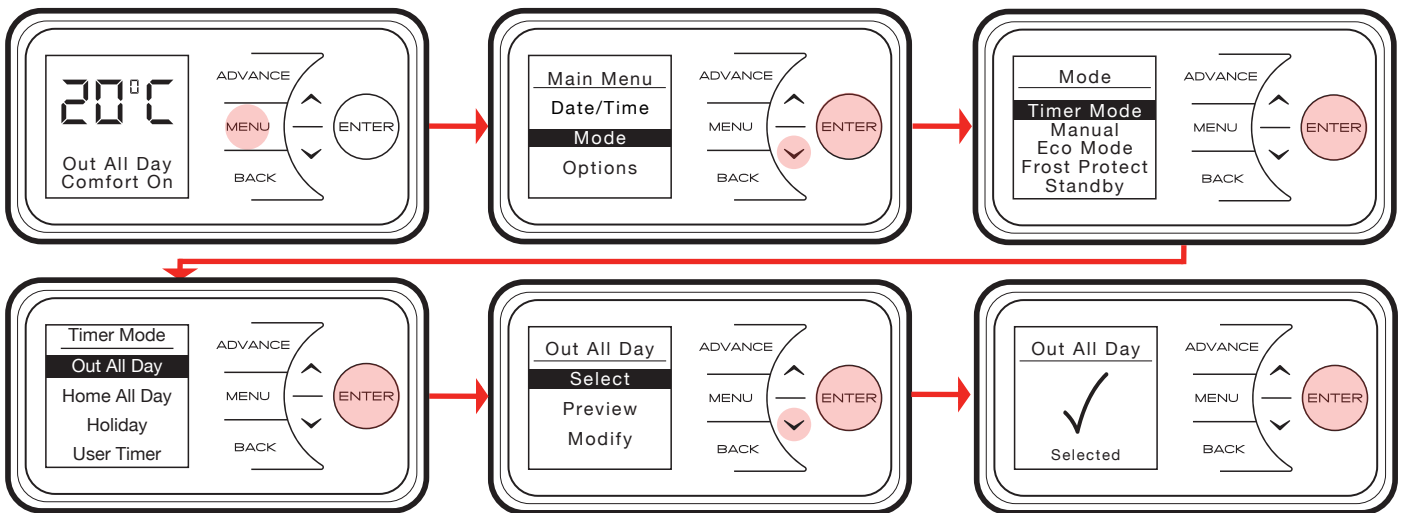 20°C
Out All Day
Comfort On
ADVANCE
MENU
BACK
ENTER
Main Menu
Date/Time
Mode
Options
ADVANCE
MENU
BACK
ENTER
Mode
Timer Mode
Manual
Eco Mode
Frost Protect
Standby
ADVANCE
MENU
BACK
ENTER
Timer Mode
Out All Day
Home All Day
Holiday
User Timer
ADVANCE
MENU
BACK
ENTER
Out All Day
Select
Preview
Modify
ADVANCE
MENU
BACK
ENTER
Out All Day
Selected
ADVANCE
MENU
BACK
ENTER